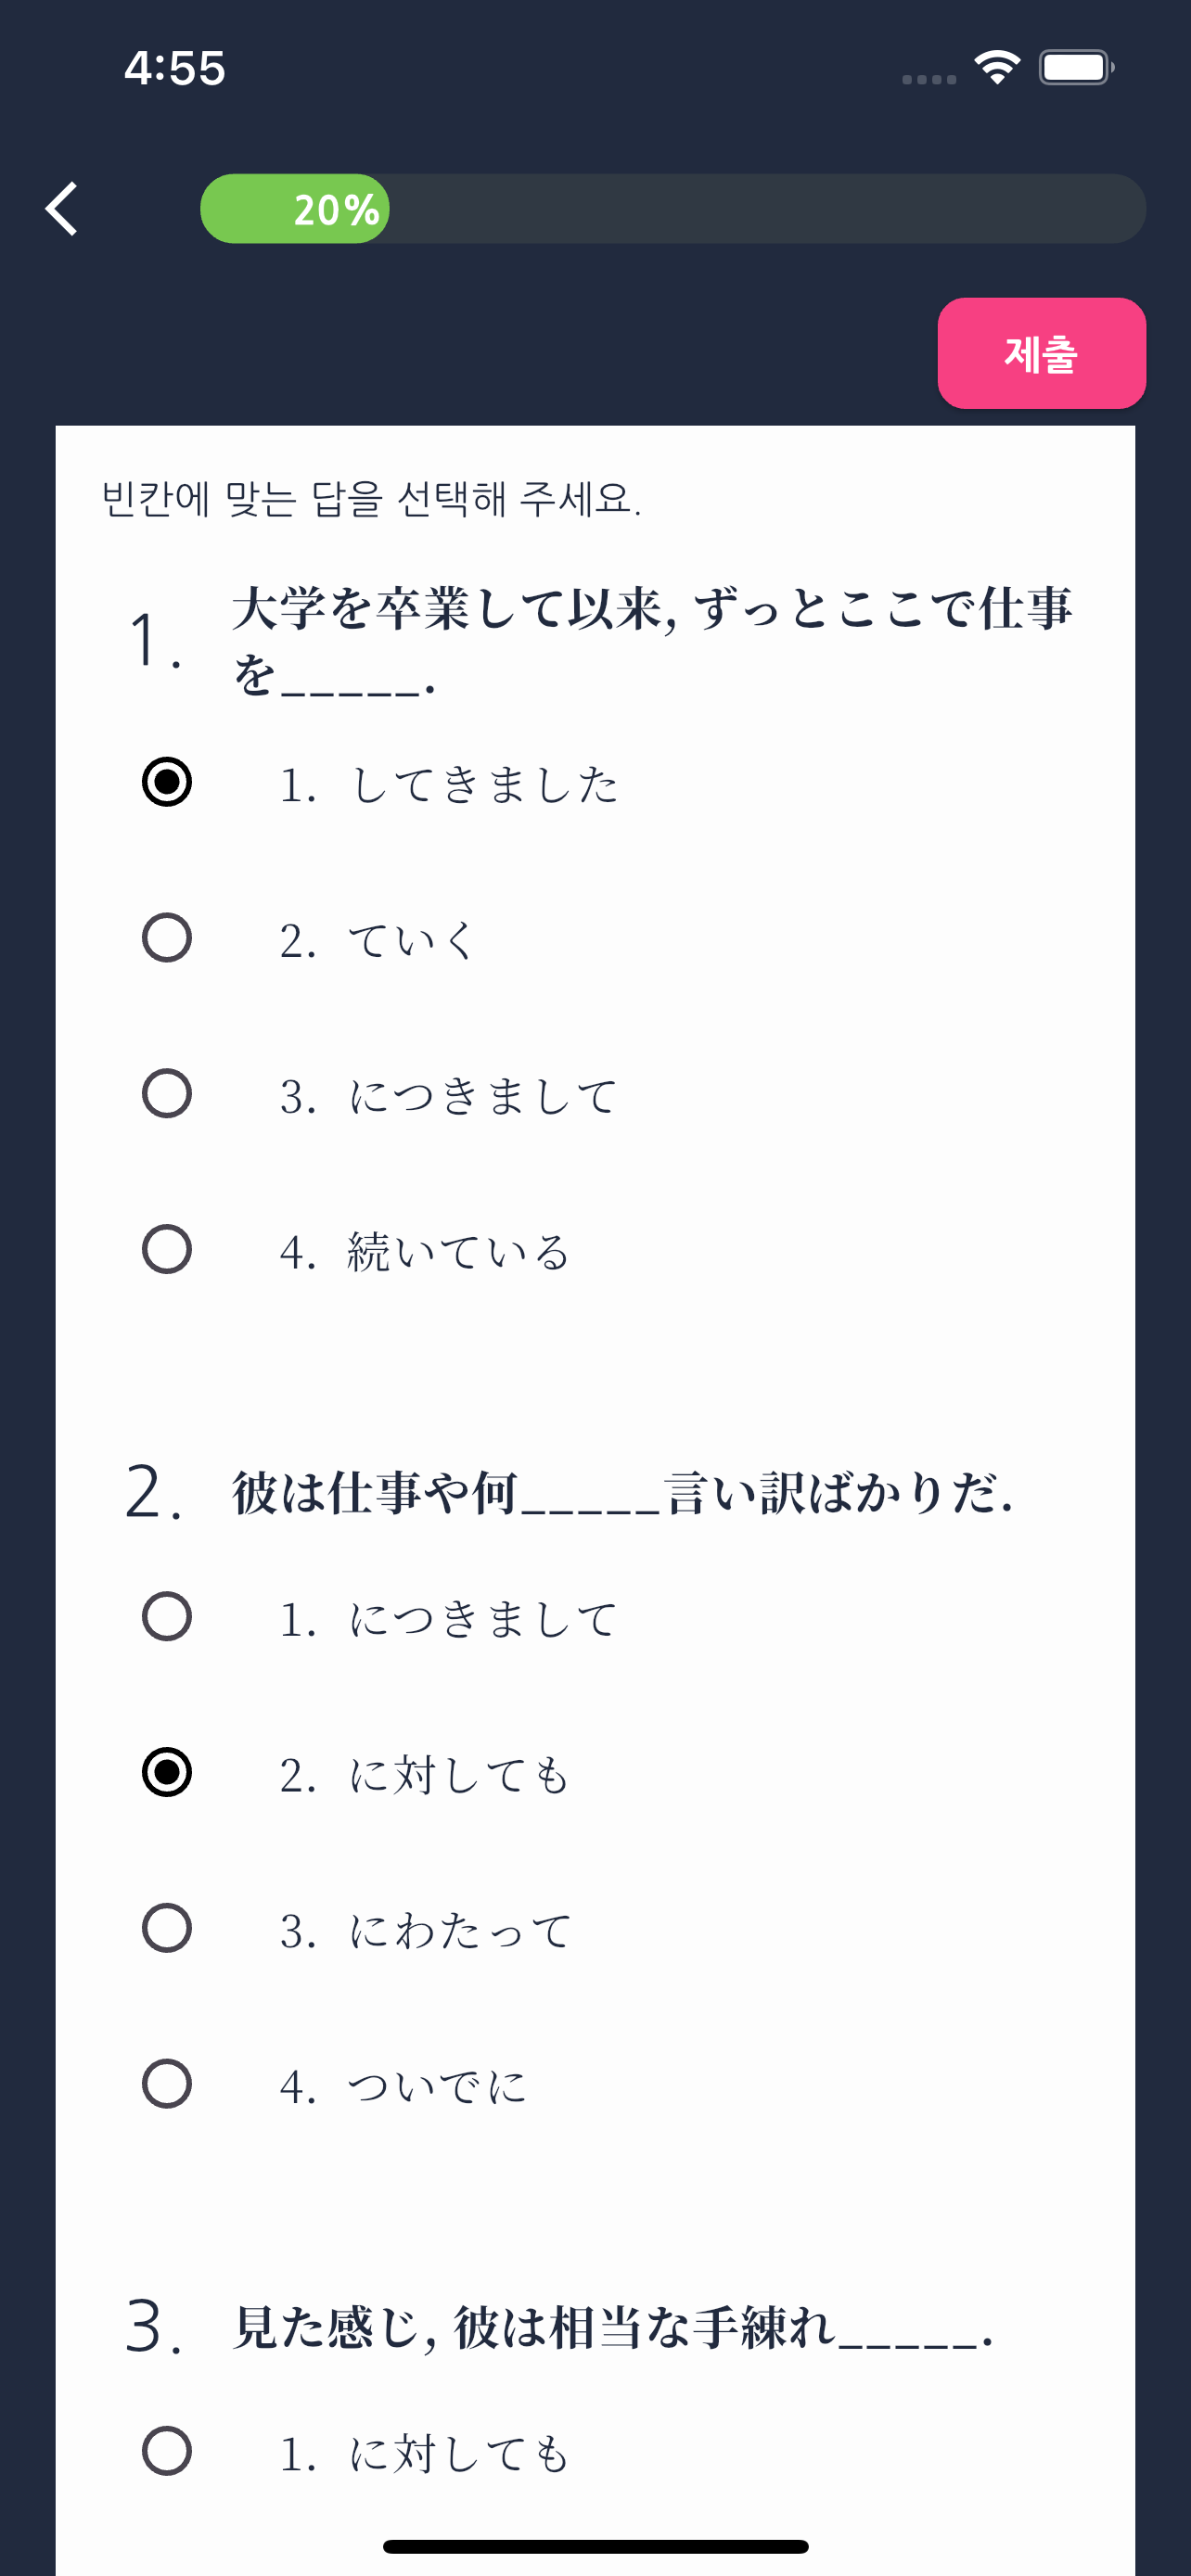 4:55
20%
제출
빈칸에 맞는 답을 선택해 주세요.
1. 大学を卒業して以来, ずっとここで仕事
を_____.
1. してきました
2. ていく
3. につきまして
4. 続いている
2. 彼は仕事や何_____言い訳ばかりだ.
1. につきまして
2. に対しても
3. にわたって
4. ついでに
3. 見た感じ, 彼は相当な手練れ_____.
1. に対しても